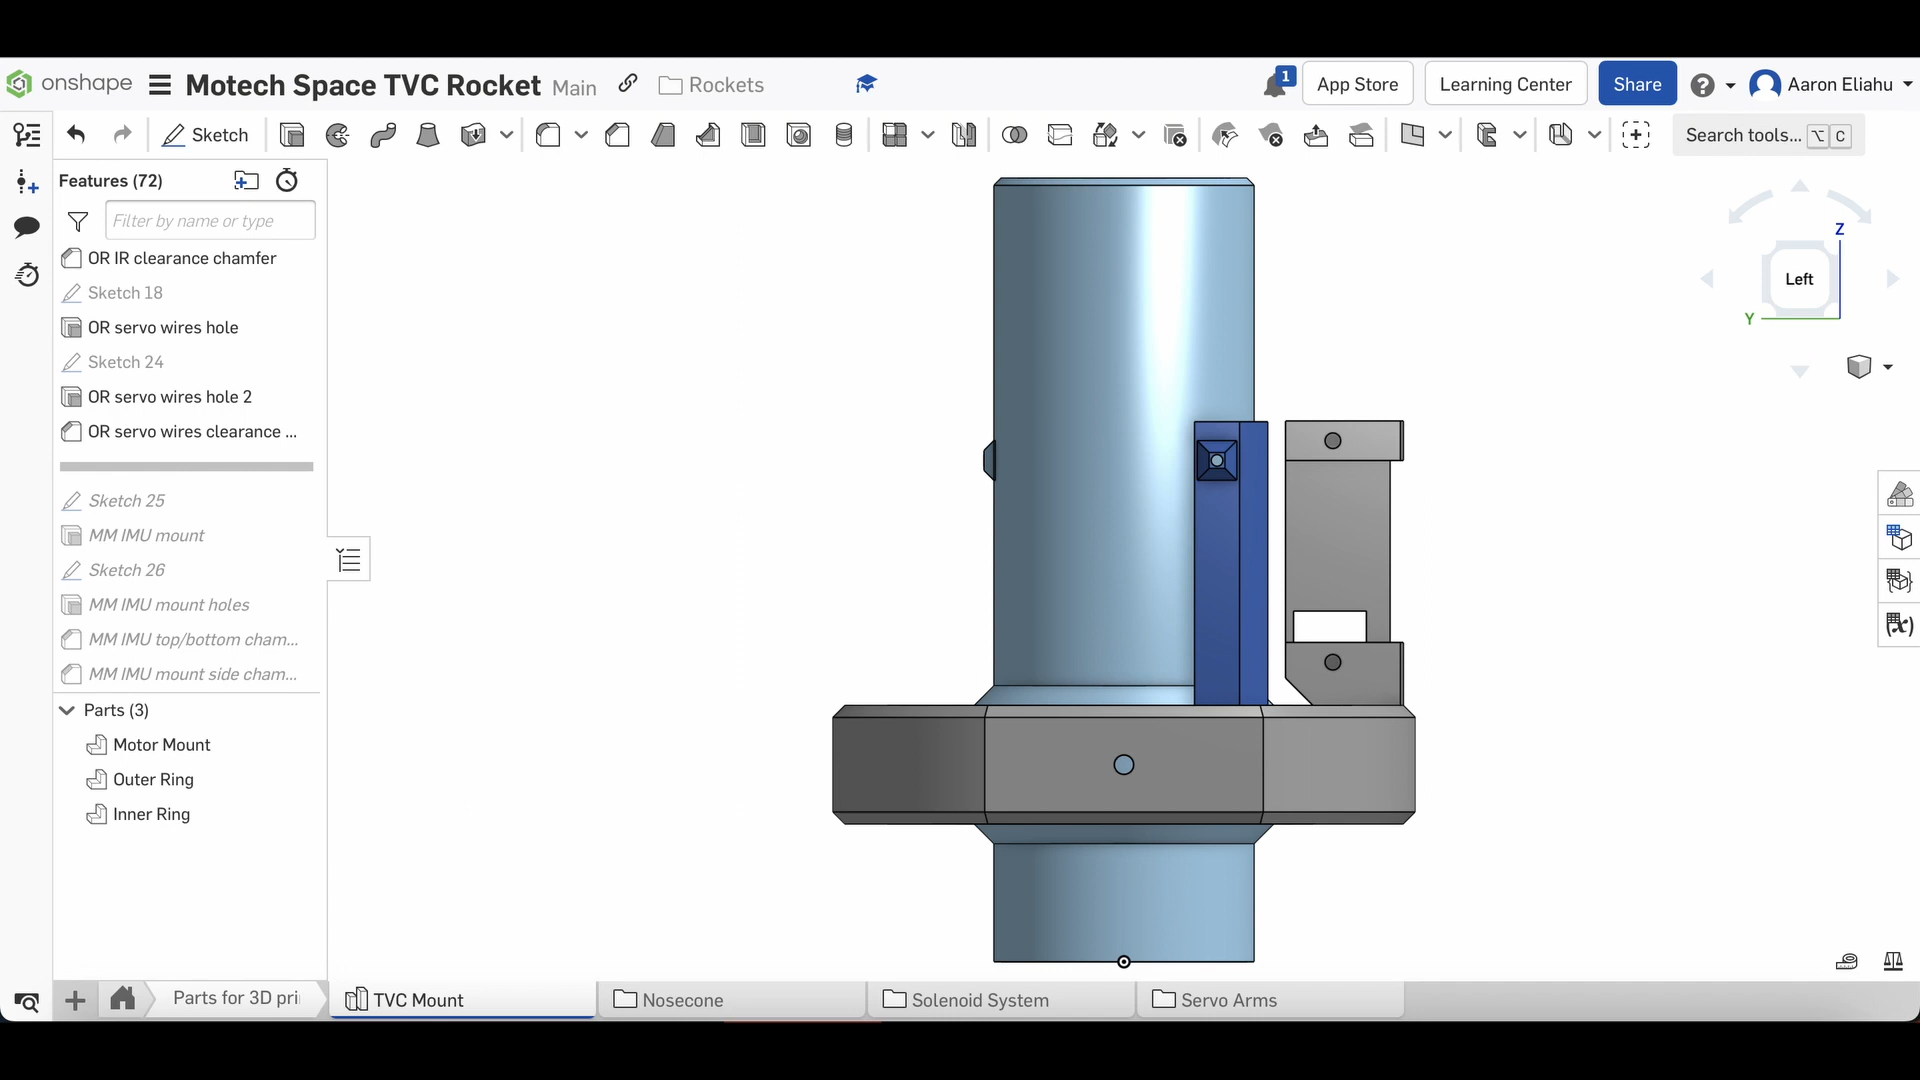 onshape Motech Space TVC Rocket Main Rockets 1 App Store Learning Center Share ? Aaron Eliahu
Sketch Search tools... ⌥ C
Features (72)
Filter by name or type
OR IR clearance chamfer
Sketch 18
OR servo wires hole
Sketch 24
OR servo wires hole 2
OR servo wires clearance ...
Sketch 25
MM IMU mount
Sketch 26
MM IMU mount holes
MM IMU top/bottom cham...
MM IMU mount side cham...
Parts (3)
Motor Mount
Outer Ring
Inner Ring
Z
Left
Y
(x)
Parts for 3D pri TVC Mount Nosecone Solenoid System Servo Arms